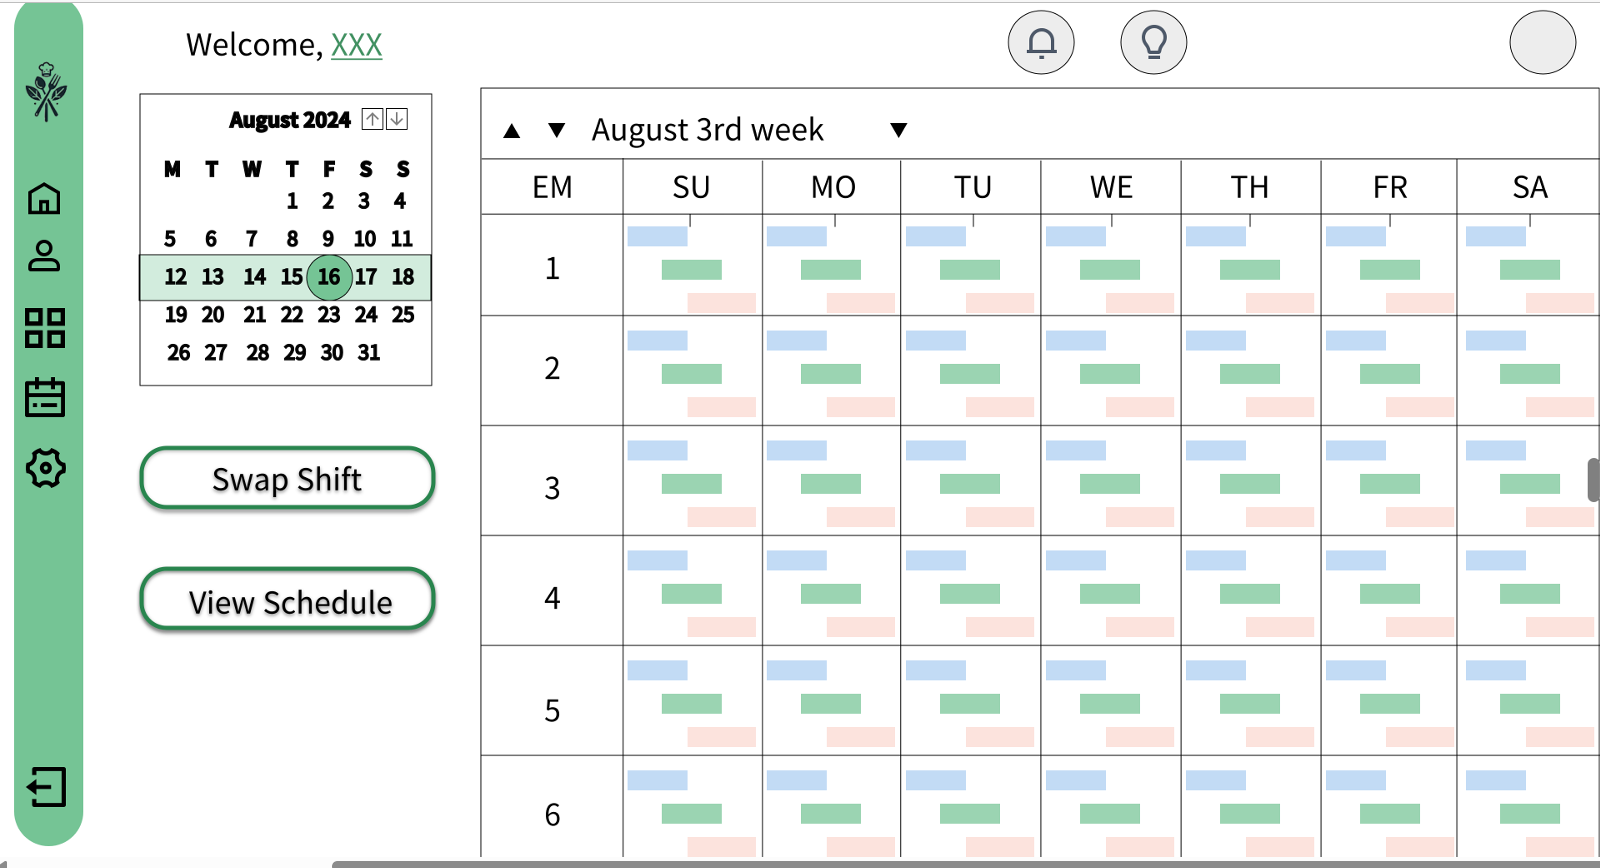 Welcome, XXX
August 2024
M T W T F S S
1 2 3 4
5 6 7 8 9 10 11
12 13 14 15 16 17 18
19 20 21 22 23 24 25
26 27 28 29 30 31
Swap Shift
View Schedule
August 3rd week
EM SU MO TU WE TH FR SA
1
2
3
4
5
6